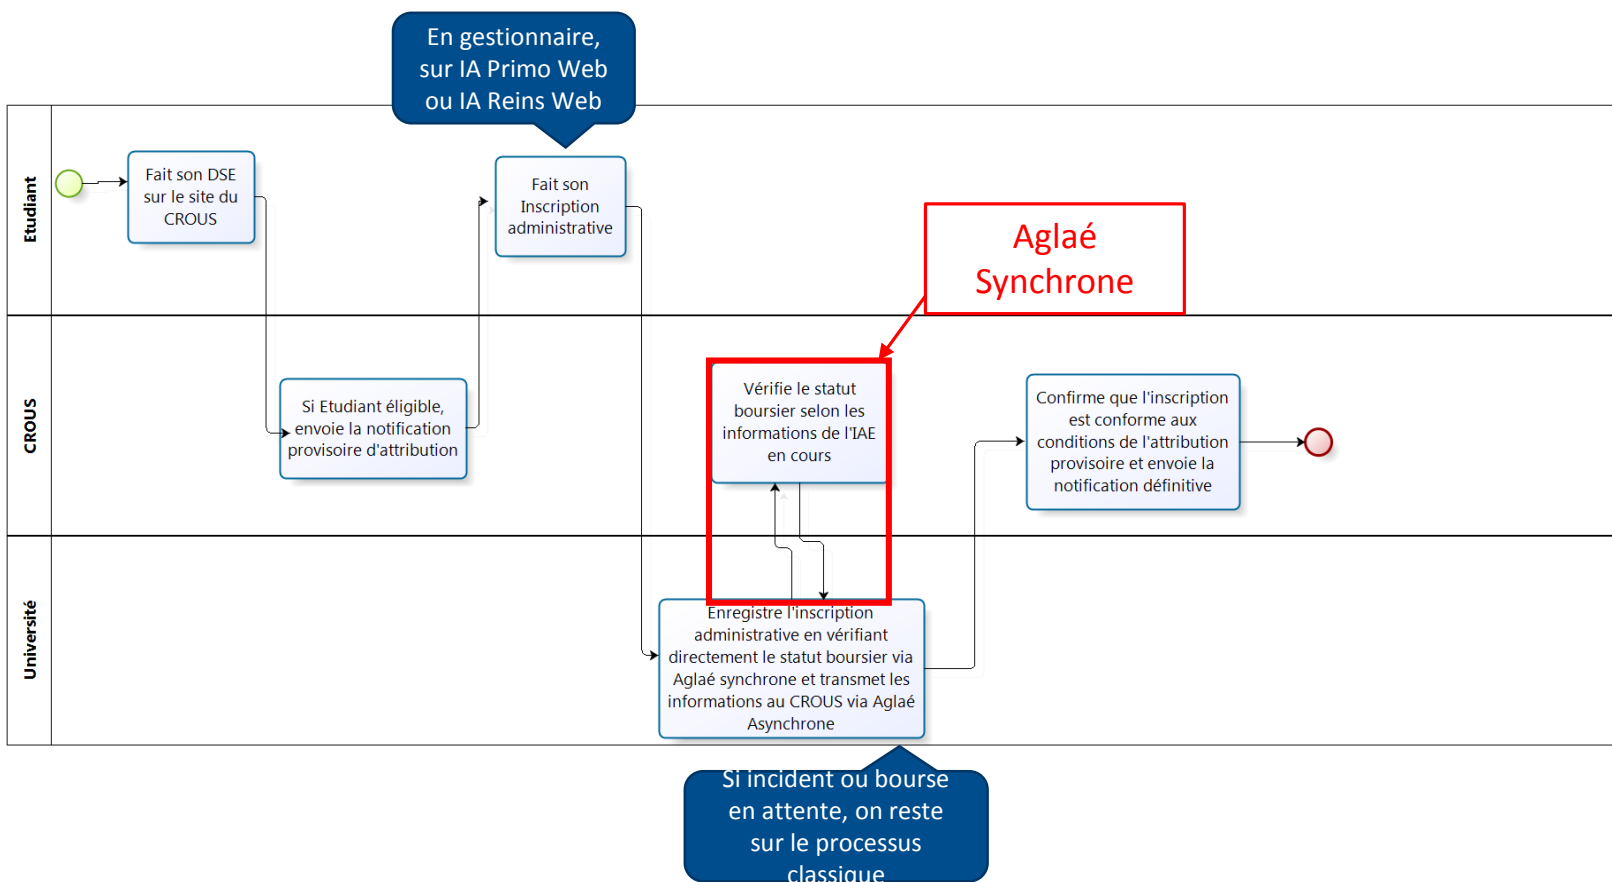 En gestionnaire,
sur IA Primo Web
ou IA Reins Web
Etudiant
Fait son DSE
sur le site du
CROUS
Fait son
Inscription
administrative
Aglaé
Synchrone
CROUS
Si Etudiant éligible,
envoie la notification
provisoire d'attribution
Vérifie le statut
boursier selon les
informations de l'IAE
en cours
Confirme que l'inscription
est conforme aux
conditions de l'attribution
provisoire et envoie la
notification définitive
Université
Enregistre l'inscription
administrative en vérifiant
directement le statut boursier via
Aglaé synchrone et transmet les
informations au CROUS via Aglaé
Asynchrone
Si incident ou bourse
en attente, on reste
sur le processus
classique